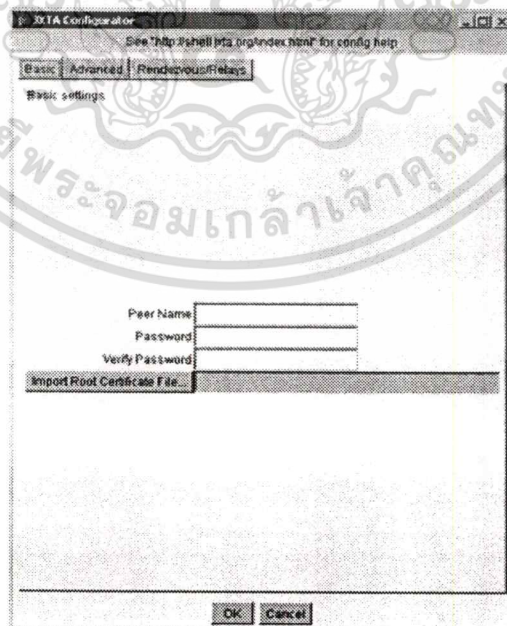 JXTA Configurator
See "http://shell.jxta.org/index.html" for config help
Basic Advanced Rendezvous/Relays
Basic settings
Peer Name
Password
Verify Password
Import Root Certificate File...
OK Cancel